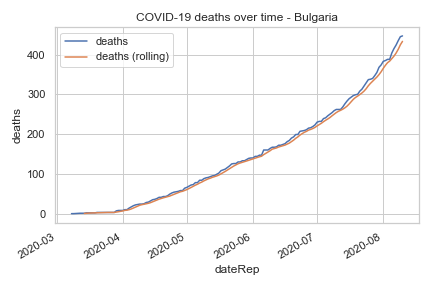 COVID-19 deaths over time - Bulgaria
deaths
deaths (rolling)
deaths
400
300
200
100
0
2020-03
2020-04
2020-05
2020-06
2020-07
2020-08
dateRep